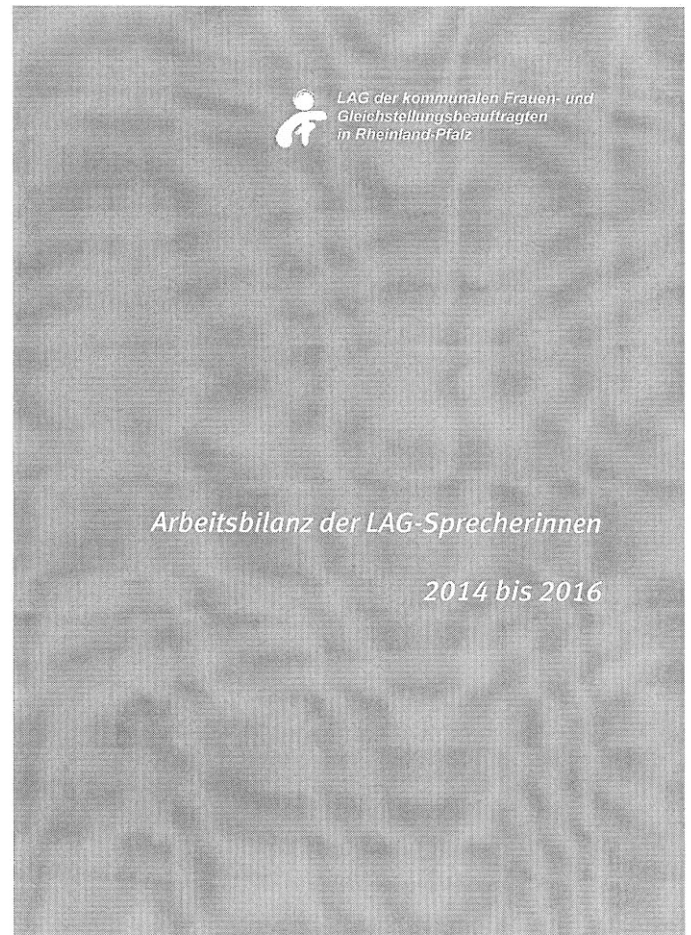 LAG der kommunalen Frauen- und
Gleichstellungsbeauftragten
in Rheinland-Pfalz
Arbeitsbilanz der LAG-Sprecherinnen
2014 bis 2016